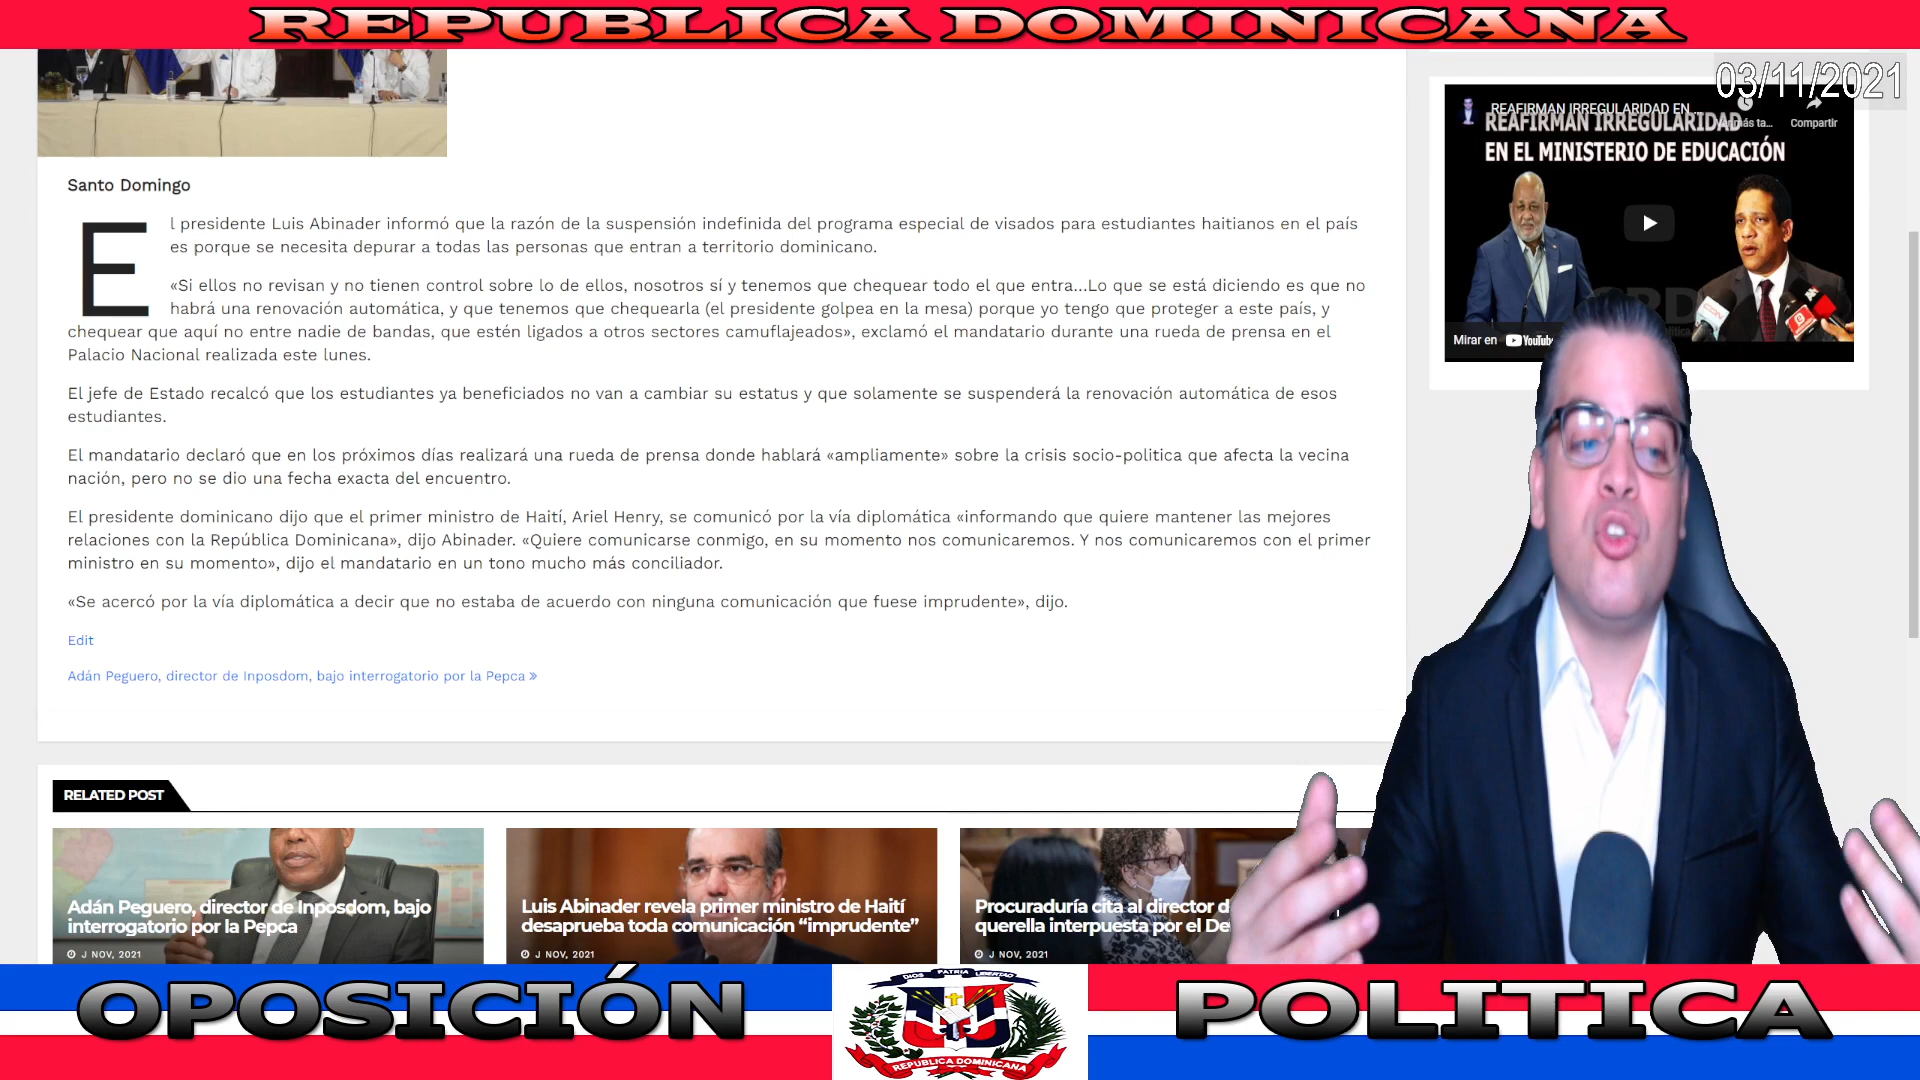 REPUBLICA DOMINICANA
03/11/2021
Santo Domingo
El presidente Luis Abinader informó que la razón de la suspensión indefinida del programa especial de visados para estudiantes haitianos en el país
es porque se necesita depurar a todas las personas que entran a territorio dominicano.
«Si ellos no revisan y no tienen control sobre lo de ellos, nosotros sí y tenemos que chequear todo el que entra...Lo que se está diciendo es que no
habrá una renovación automática, y que tenemos que chequearla (el presidente golpea en la mesa) porque yo tengo que proteger a este país, y
chequear que aquí no entre nadie de bandas, que estén ligados a otros sectores camuflajeados», exclamó el mandatario durante una rueda de prensa en el
Palacio Nacional realizada este lunes.
El jefe de Estado recalcó que los estudiantes ya beneficiados no van a cambiar su estatus y que solamente se suspenderá la renovación automática de esos
estudiantes.
El mandatario declaró que en los próximos días realizará una rueda de prensa donde hablará «ampliamente» sobre la crisis socio-politica que afecta la vecina
nación, pero no se dio una fecha exacta del encuentro.
El presidente dominicano dijo que el primer ministro de Haití, Ariel Henry, se comunicó por la vía diplomática «informando que quiere mantener las mejores
relaciones con la República Dominicana», dijo Abinader. «Quiere comunicarse conmigo, en su momento nos comunicaremos. Y nos comunicaremos con el primer
ministro en su momento», dijo el mandatario en un tono mucho más conciliador.
«Se acercó por la vía diplomática a decir que no estaba de acuerdo con ninguna comunicación que fuese imprudente», dijo.
Edit
Adán Peguero, director de Inposdom, bajo interrogatorio por la Pepca »
REAFIRMAN IRREGULARIDAD EN ...
más ta...
Compartir
REAFIRMAN IRREGULARIDAD
EN EL MINISTERIO DE EDUCACIÓN
Mirar en YouTube
RELATED POST
Adán Peguero, director de Inposdom, bajo
interrogatorio por la Pepca
J NOV, 2021
Luis Abinader revela primer ministro de Haití
desaprueba toda comunicación “imprudente”
J NOV, 2021
Procuraduría cita al director d
querella interpuesta por el De
J NOV, 2021
OPOSICIÓN
DIOS PATRIA LIBERTAD
REPUBLICA DOMINICANA
POLITICA